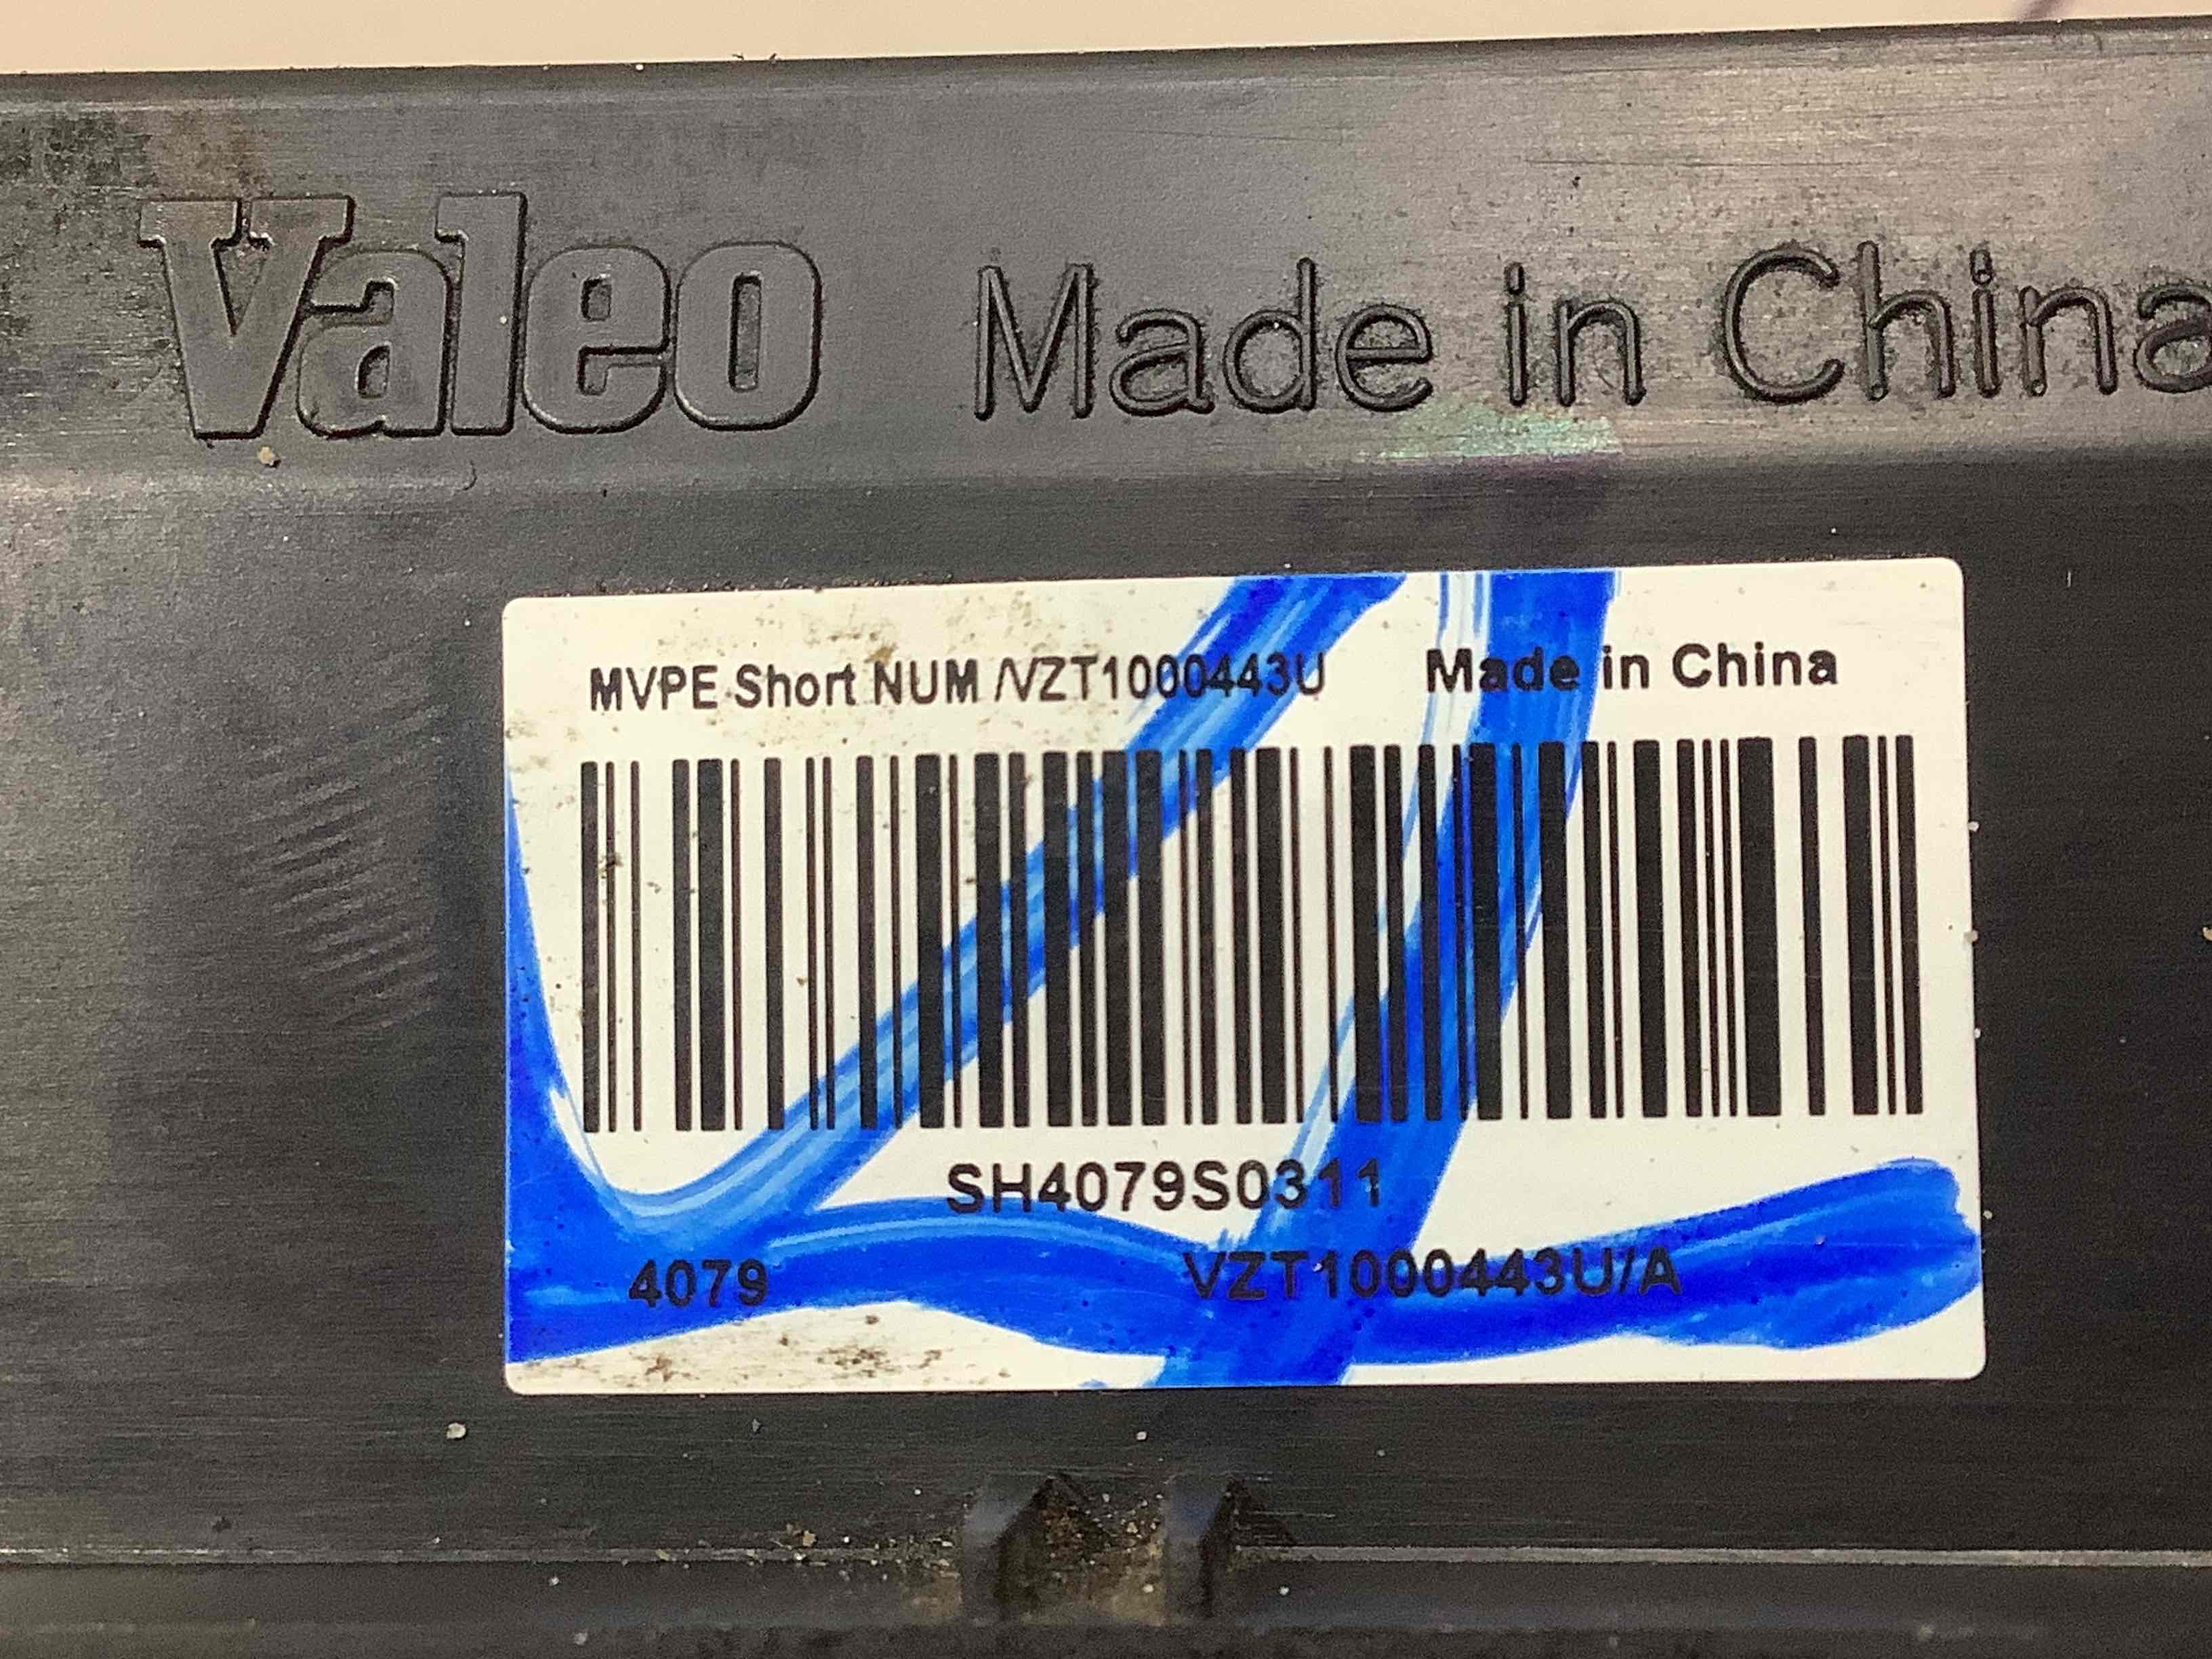 Valeo Made in China
MVPE Short NUM /VZT1000443U Made in China
SH4079S0311
4079 VZT1000443U/A